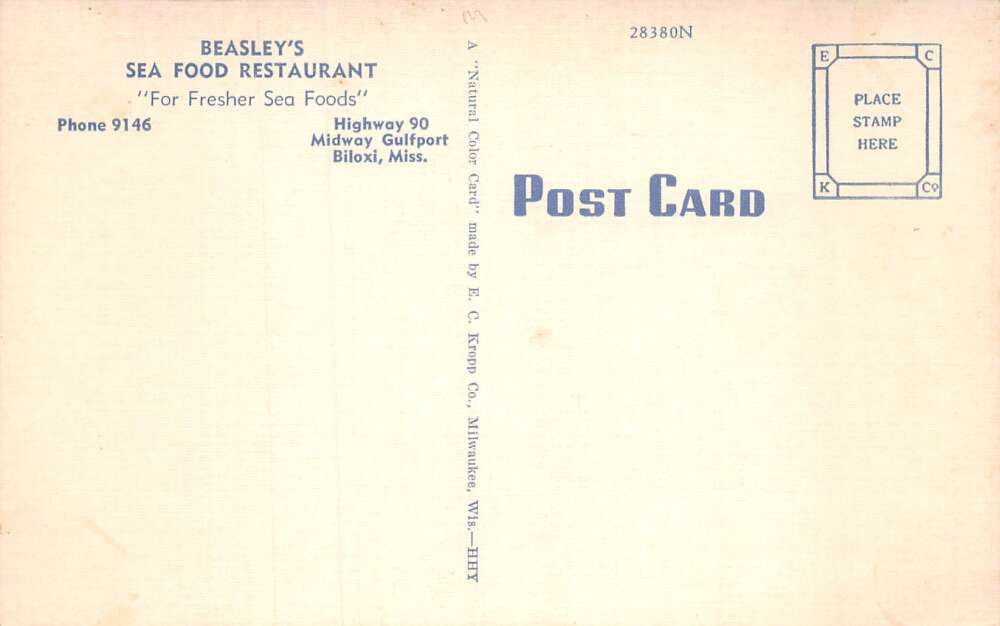 BEASLEY'S
SEA FOOD RESTAURANT
"For Fresher Sea Foods"
Phone 9146
Highway 90
Midway Gulfport
Biloxi, Miss.
A "Natural Color Card" made by E. C. Kropp Co., Milwaukee, Wis.—HHY
28380N
POST CARD
E C
PLACE
STAMP
HERE
K Co